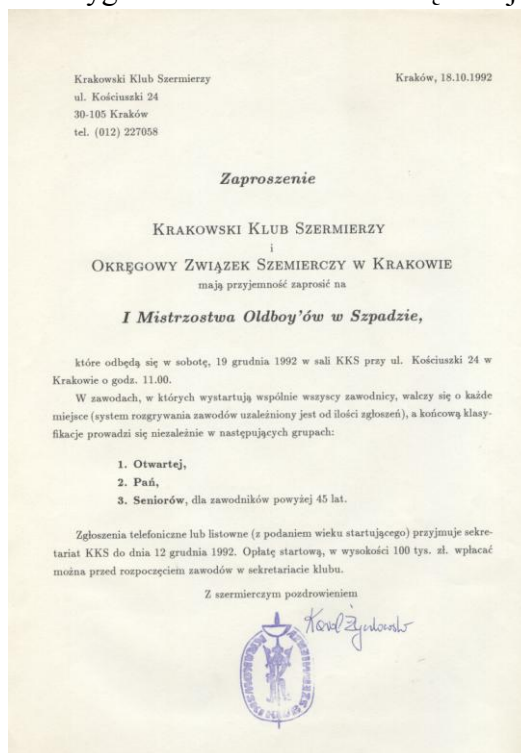 Krakowski Klub Szermierzy
ul. Kościuszki 24
30-105 Kraków
tel. (012) 227058
Kraków, 18.10.1992
Zaproszenie
KRAKOWSKI KLUB SZERMIERZY
i
OKRĘGOWY ZWIĄZEK SZEMIERCZY W KRAKOWIE
mają przyjemność zaprosić na
I Mistrzostwa Oldboy'ów w Szpadzie,
które odbędą się w sobotę, 19 grudnia 1992 w sali KKS przy ul. Kościuszki 24 w
Krakowie o godz. 11.00.
W zawodach, w których wystartują wspólnie wszyscy zawodnicy, walczy się o każde
miejsce (system rozgrywania zawodów uzależniony jest od ilości zgłoszeń), a końcową klasy-
fikacje prowadzi się niezależnie w następujących grupach:
1. Otwartej,
2. Pań,
3. Seniorów, dla zawodników powyżej 45 lat.
Zgłoszenia telefoniczne lub listowne (z podaniem wieku startującego) przyjmuje sekre-
tariat KKS do dnia 12 grudnia 1992. Opłatę startową, w wysokości 100 tys. zł. wpłacać
można przed rozpoczęciem zawodów w sekretariacie klubu.
Z szermierczym pozdrowieniem
Karol